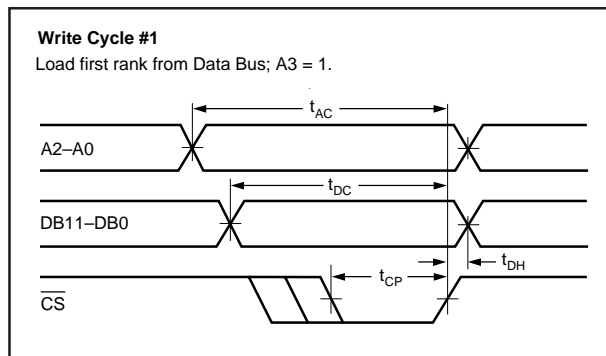 Write Cycle #1
Load first rank from Data Bus; A3 = 1.
tAC
A2–A0
tDC
DB11–DB0
tDH
tCP
CS